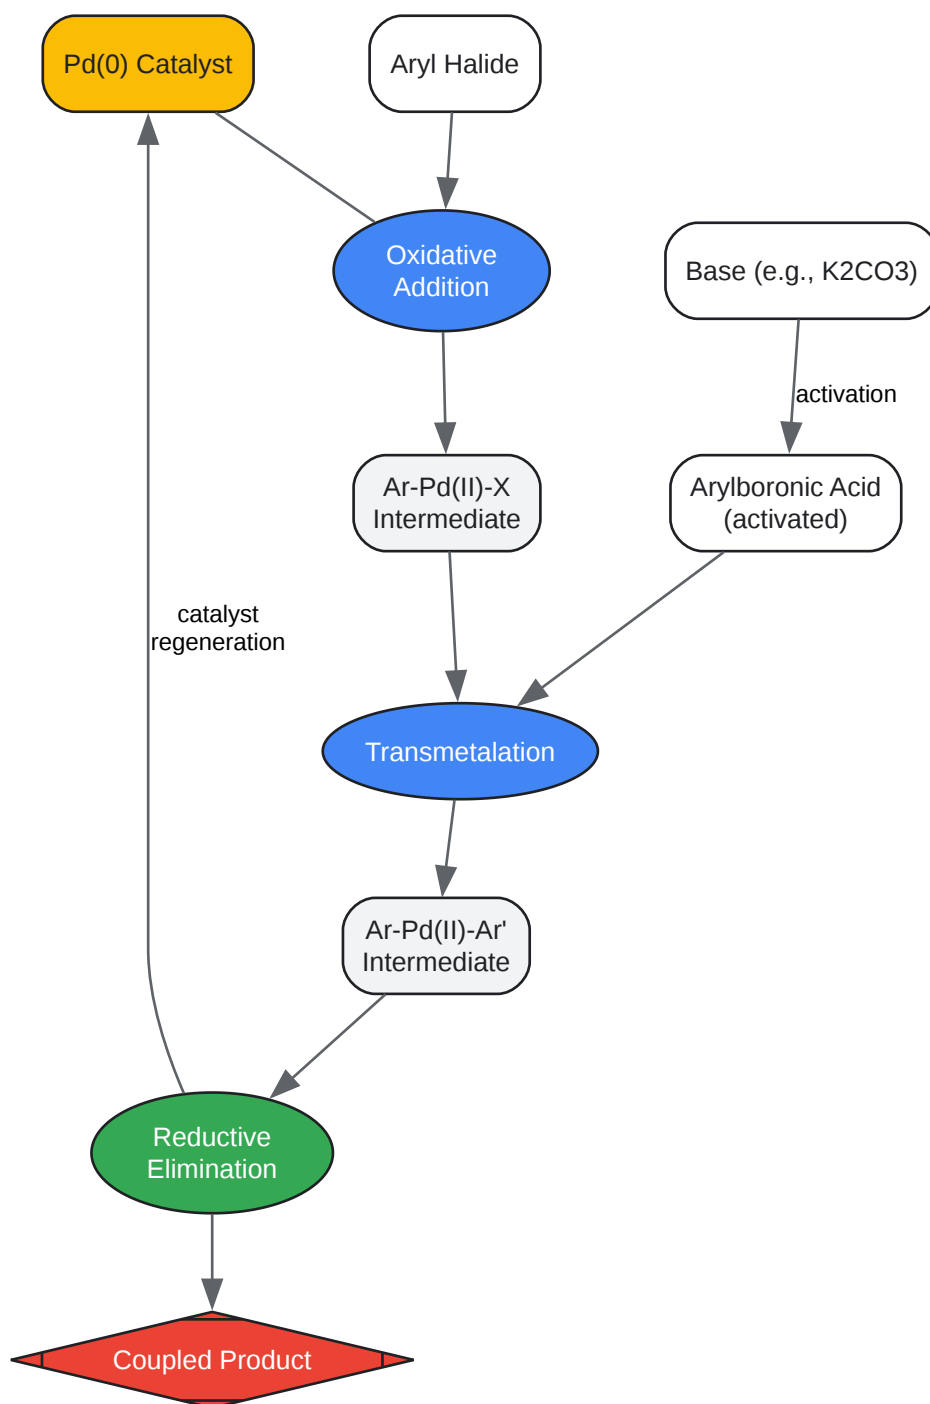 Pd(0) Catalyst
Aryl Halide
Oxidative
Addition
Base (e.g., K2CO3)
activation
Ar-Pd(II)-X
Intermediate
Arylboronic Acid
(activated)
catalyst
regeneration
Transmetalation
Ar-Pd(II)-Ar'
Intermediate
Reductive
Elimination
Coupled Product